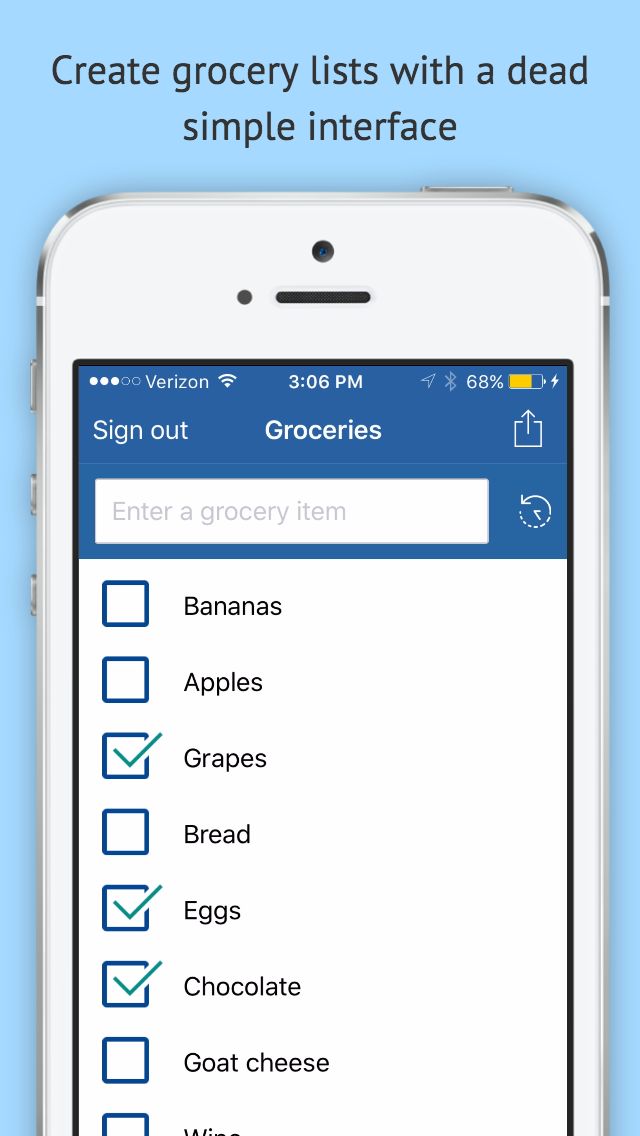 Create grocery lists with a dead
simple interface
Verizon 3:06 PM 68%
Sign out Groceries
Enter a grocery item
Bananas
Apples
Grapes
Bread
Eggs
Chocolate
Goat cheese